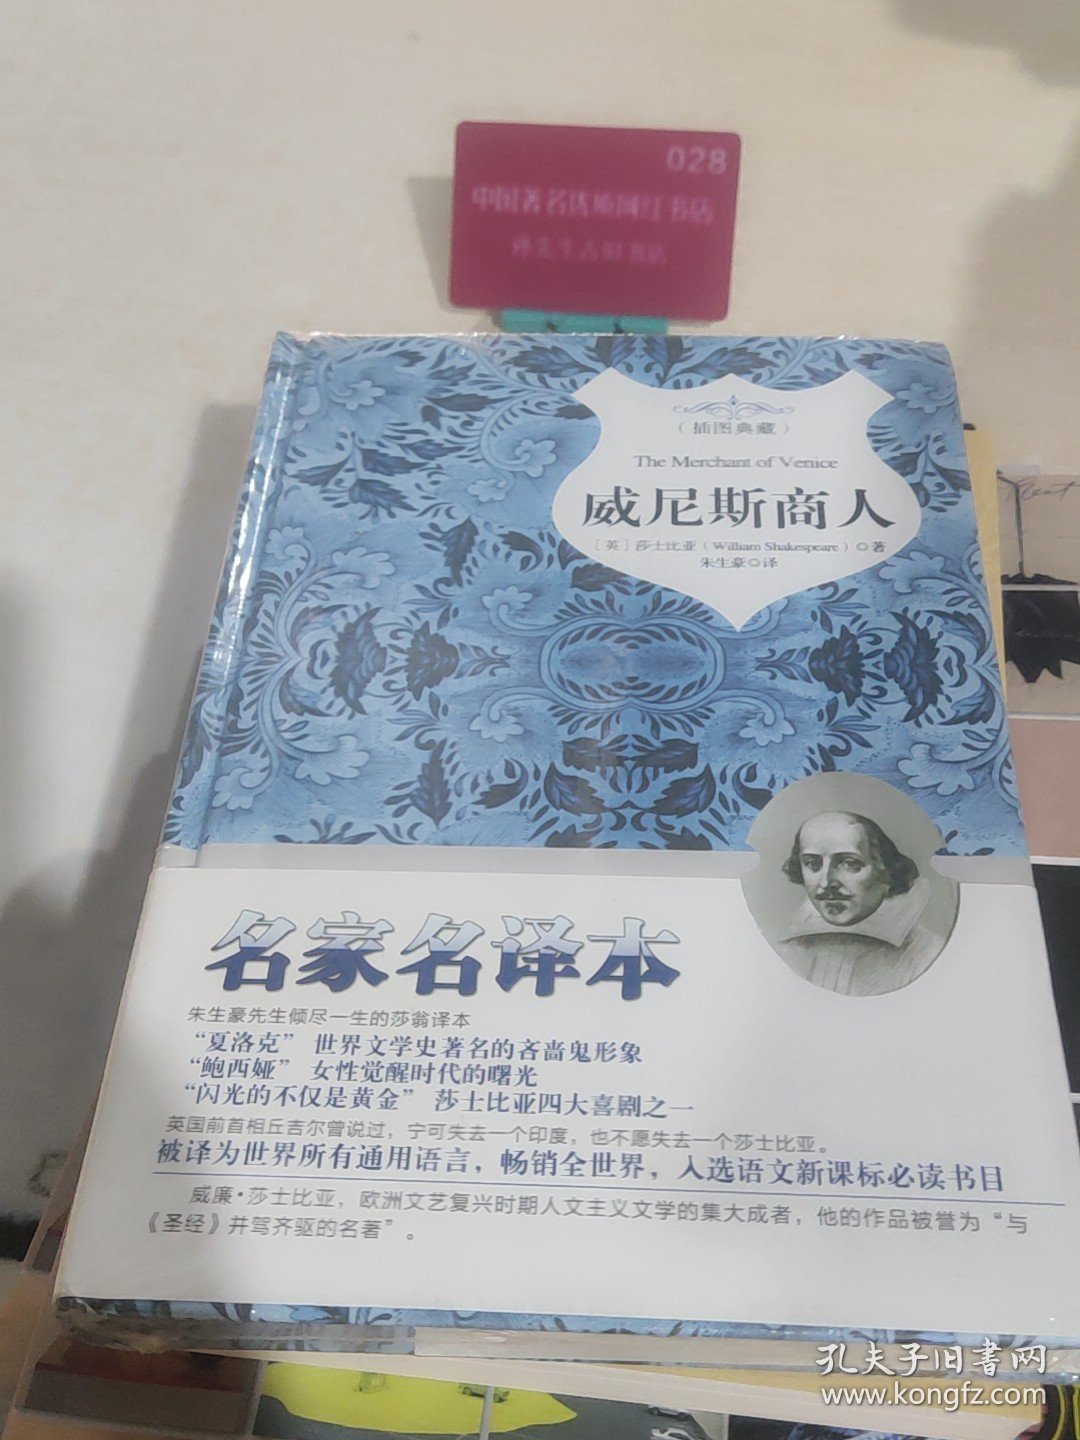 028
中国著名优质网红书店
（插图典藏）
The Merchant of Venice
威尼斯商人
［英］莎士比亚（William Shakespeare）◎著
朱生豪◎译
名家名译本
朱生豪先生倾尽一生的莎翁译本
“夏洛克” 世界文学史著名的吝啬鬼形象
“鲍西娅” 女性觉醒时代的曙光
“闪光的不仅是黄金” 莎士比亚四大喜剧之一
英国前首相丘吉尔曾说过，宁可失去一个印度，也不愿失去一个莎士比亚。
被译为世界所有通用语言，畅销全世界，入选语文新课标必读书目
威廉·莎士比亚，欧洲文艺复兴时期人文主义文学的集大成者，他的作品被誉为“与
《圣经》并驾齐驱的名著”。
孔夫子旧書网
www.kongfz.com